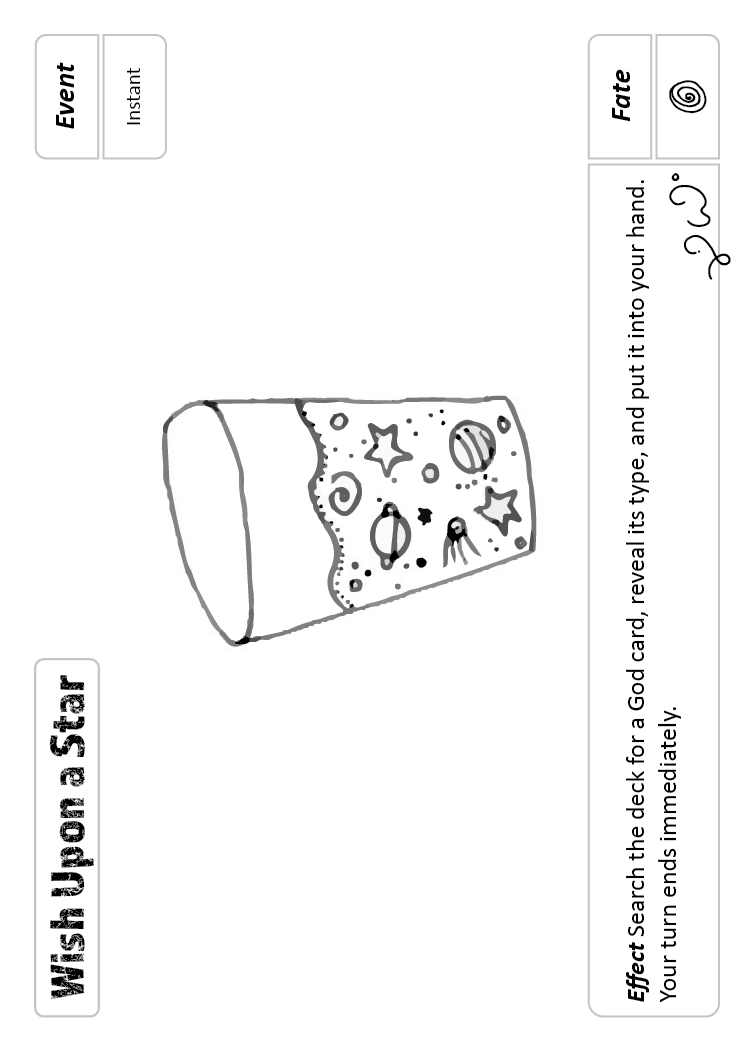 Wish Upon a Star
Event
Instant
Effect Search the deck for a God card, reveal its type, and put it into your hand.
Your turn ends immediately.
Fate